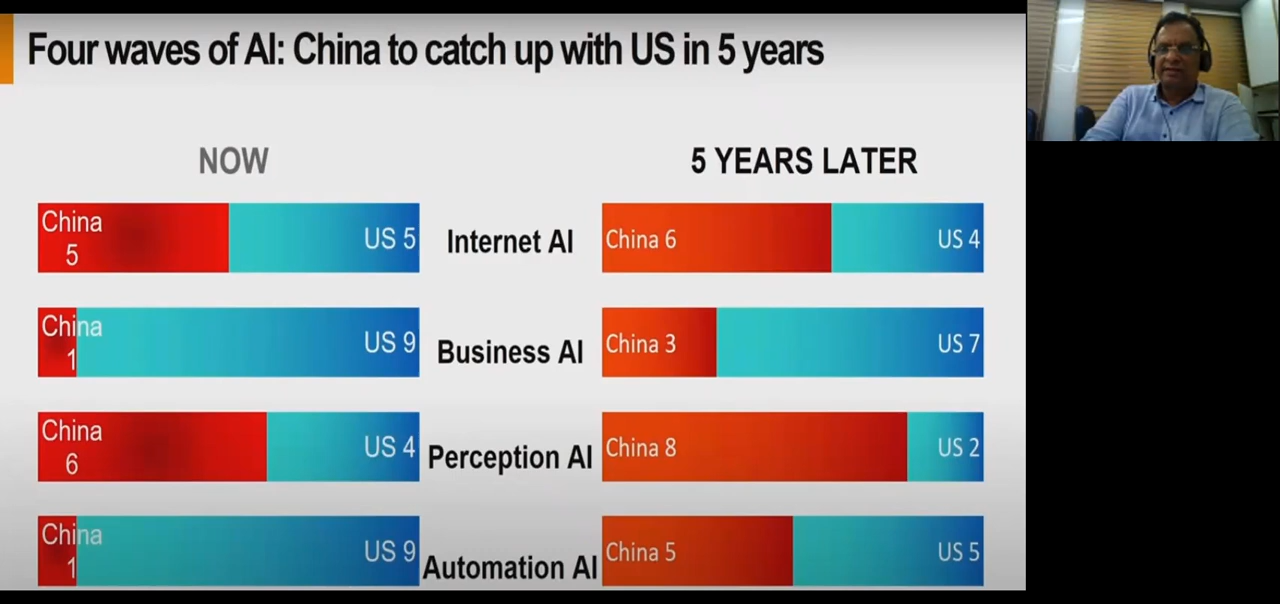 Four waves of AI: China to catch up with US in 5 years
NOW
5 YEARS LATER
China
5
US 5
Internet AI
China 6
US 4
China
1
US 9
Business AI
China 3
US 7
China
6
US 4
Perception AI
China 8
US 2
China
1
US 9
Automation AI
China 5
US 5